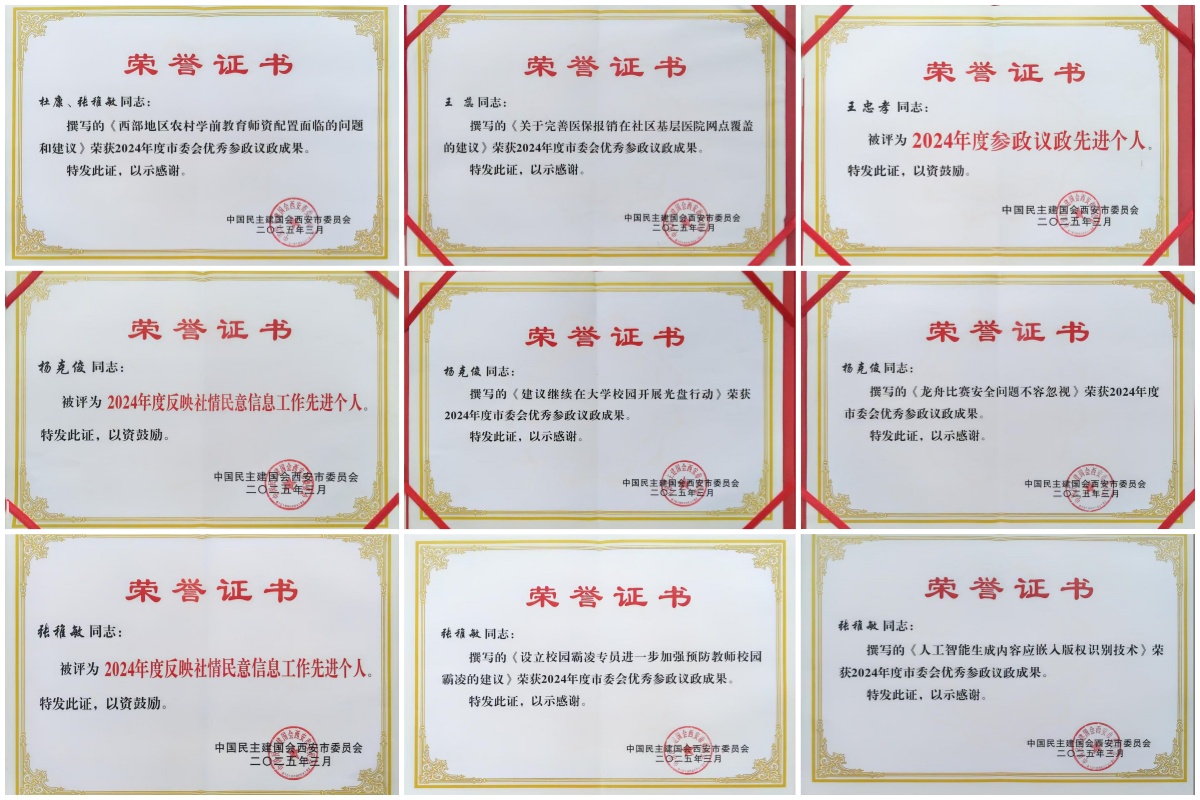 荣誉证书
杜康、张稚敏同志：
撰写的《西部地区农村学前教育师资配置面临的问题
和建议》荣获2024年度市委会优秀参政议政成果。
特发此证，以示感谢。
中国民主建国会西安市委员会
二〇二五年三月
荣誉证书
王 蕊同志：
撰写的《关于完善医保报销在社区基层医院网点覆盖
的建议》荣获2024年度市委会优秀参政议政成果。
特发此证，以示感谢。
中国民主建国会西安市委员会
二〇二五年三月
荣誉证书
王忠孝同志：
被评为 2024年度参政议政先进个人。
特发此证，以资鼓励。
中国民主建国会西安市委员会
二〇二五年三月
荣誉证书
杨克俊同志：
被评为 2024年度反映社情民意信息工作先进个人。
特发此证，以资鼓励。
中国民主建国会西安市委员会
二〇二五年三月
荣誉证书
杨克俊同志：
撰写的《建议继续在大学校园开展光盘行动》荣获
2024年度市委会优秀参政议政成果。
特发此证，以示感谢。
中国民主建国会西安市委员会
二〇二五年三月
荣誉证书
杨克俊同志：
撰写的《龙舟比赛安全问题不容忽视》荣获2024年度
市委会优秀参政议政成果。
特发此证，以示感谢。
中国民主建国会西安市委员会
二〇二五年三月
荣誉证书
张稚敏同志：
被评为 2024年度反映社情民意信息工作先进个人。
特发此证，以资鼓励。
中国民主建国会西安市委员会
二〇二五年三月
荣誉证书
张稚敏同志：
撰写的《设立校园霸凌专员进一步加强预防教师校园
霸凌的建议》荣获2024年度市委会优秀参政议政成果。
特发此证，以示感谢。
中国民主建国会西安市委员会
二〇二五年三月
荣誉证书
张稚敏同志：
撰写的《人工智能生成内容应嵌入版权识别技术》荣
获2024年度市委会优秀参政议政成果。
特发此证，以示感谢。
中国民主建国会西安市委员会
二〇二五年三月